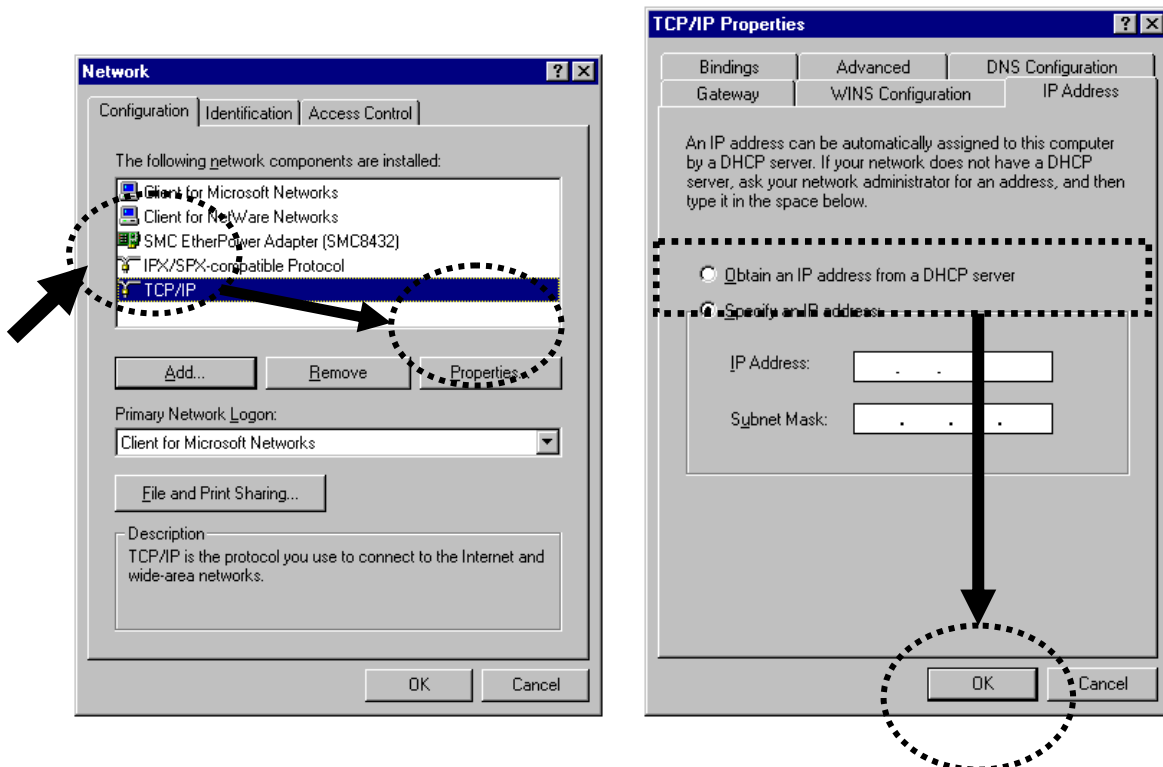 Network
Configuration
Identification
Access Control
The following network components are installed:
Client for Microsoft Networks
Client for NetWare Networks
SMC EtherPower Adapter (SMC8432)
IPX/SPX-compatible Protocol
TCP/IP
Add...
Remove
Properties...
Primary Network Logon:
Client for Microsoft Networks
File and Print Sharing...
Description
TCP/IP is the protocol you use to connect to the Internet and
wide-area networks.
OK
Cancel
TCP/IP Properties
Bindings
Advanced
DNS Configuration
Gateway
WINS Configuration
IP Address
An IP address can be automatically assigned to this computer
by a DHCP server. If your network does not have a DHCP
server, ask your network administrator for an address, and then
type it in the space below.
Obtain an IP address from a DHCP server
Specify an IP address:
IP Address:
Subnet Mask:
OK
Cancel